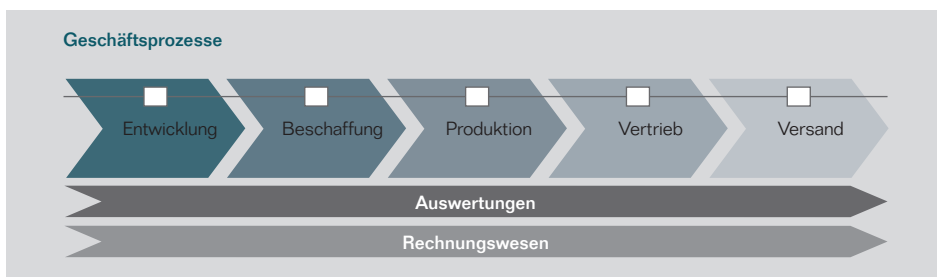 Geschäftsprozesse
Entwicklung
Beschaffung
Produktion
Vertrieb
Versand
Auswertungen
Rechnungswesen